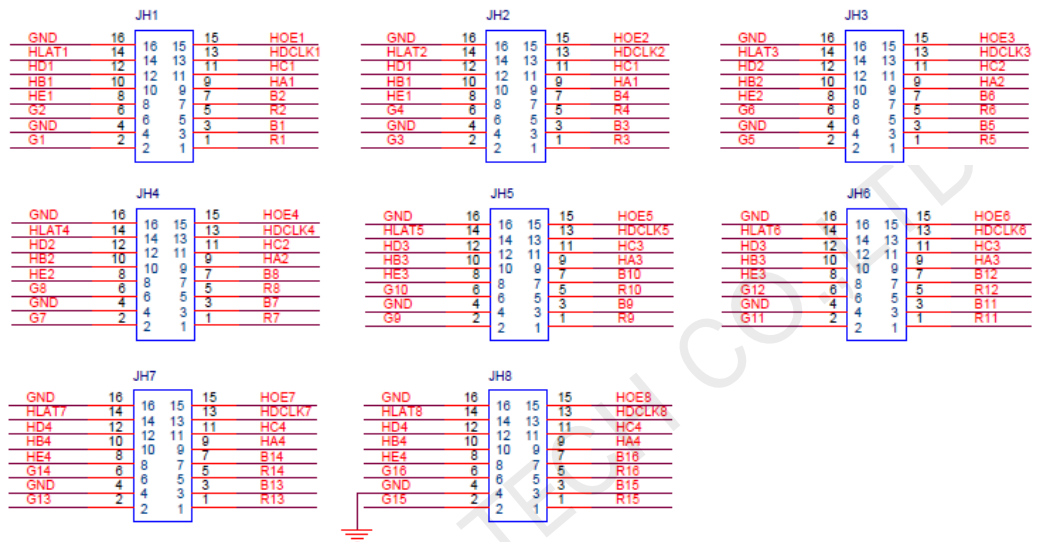 JH1
GND 16 16 15 15 HOE1
HLAT1 14 14 13 13 HDCLK1
HD1 12 12 11 11 HC1
HB1 10 10 9 9 HA1
HE1 8 8 7 7 B2
G2 6 6 5 5 R2
GND 4 4 3 3 B1
G1 2 2 1 1 R1
JH2
GND 16 16 15 15 HOE2
HLAT2 14 14 13 13 HDCLK2
HD1 12 12 11 11 HC1
HB1 10 10 9 9 HA1
HE1 8 8 7 7 B4
G4 6 6 5 5 R4
GND 4 4 3 3 B3
G3 2 2 1 1 R3
JH3
GND 16 16 15 15 HOE3
HLAT3 14 14 13 13 HDCLK3
HD2 12 12 11 11 HC2
HB2 10 10 9 9 HA2
HE2 8 8 7 7 B6
G6 6 6 5 5 R6
GND 4 4 3 3 B5
G5 2 2 1 1 R5
JH4
GND 16 16 15 15 HOE4
HLAT4 14 14 13 13 HDCLK4
HD2 12 12 11 11 HC2
HB2 10 10 9 9 HA2
HE2 8 8 7 7 B8
G8 6 6 5 5 R8
GND 4 4 3 3 B7
G7 2 2 1 1 R7
JH5
GND 16 16 15 15 HOE5
HLAT5 14 14 13 13 HDCLK5
HD3 12 12 11 11 HC3
HB3 10 10 9 9 HA3
HE3 8 8 7 7 B10
G10 6 6 5 5 R10
GND 4 4 3 3 B9
G9 2 2 1 1 R9
JH6
GND 16 16 15 15 HOE6
HLAT6 14 14 13 13 HDCLK6
HD3 12 12 11 11 HC3
HB3 10 10 9 9 HA3
HE3 8 8 7 7 B12
G12 6 6 5 5 R12
GND 4 4 3 3 B11
G11 2 2 1 1 R11
JH7
GND 16 16 15 15 HOE7
HLAT7 14 14 13 13 HDCLK7
HD4 12 12 11 11 HC4
HB4 10 10 9 9 HA4
HE4 8 8 7 7 B14
G14 6 6 5 5 R14
GND 4 4 3 3 B13
G13 2 2 1 1 R13
JH8
GND 16 16 15 15 HOE8
HLAT8 14 14 13 13 HDCLK8
HD4 12 12 11 11 HC4
HB4 10 10 9 9 HA4
HE4 8 8 7 7 B16
G16 6 6 5 5 R16
GND 4 4 3 3 B15
G15 2 2 1 1 R15
TECH CO.,LTD